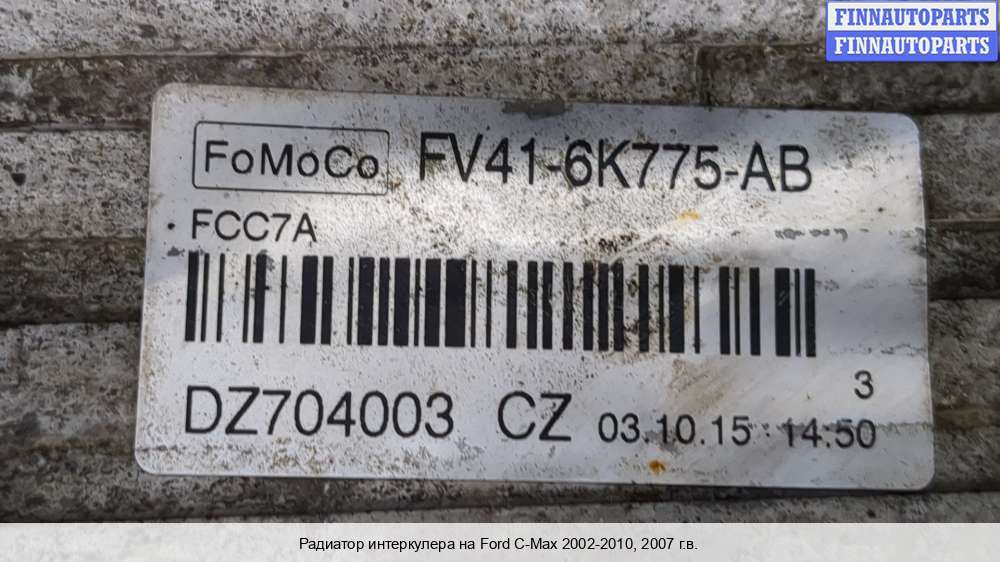 FINNAUTOPARTS
FINNAUTOPARTS
FoMoCo FV41-6K775-AB
· FCC7A
3
DZ704003 CZ 03.10.15 14:50
Радиатор интеркулера на Ford C-Max 2002-2010, 2007 г.в.